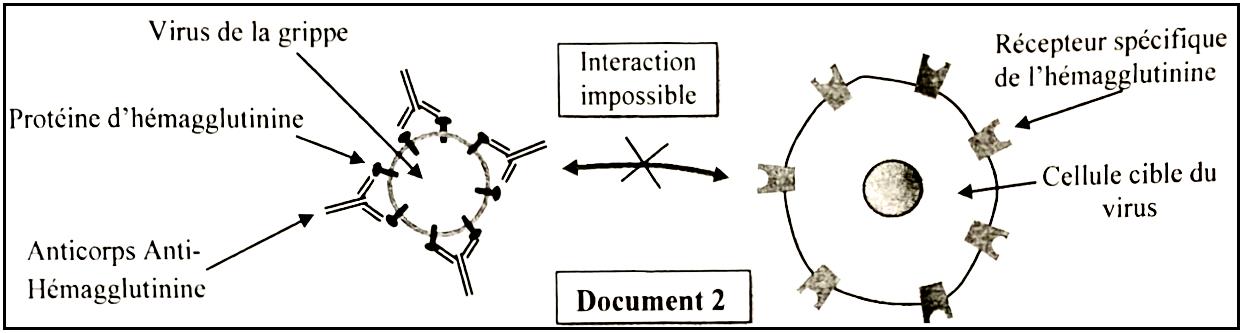 Virus de la grippe
Protéine d'hémagglutinine
Anticorps Anti-
Hémagglutinine
Interaction
impossible
Document 2
Récepteur spécifique
de l'hémagglutinine
Cellule cible du
virus